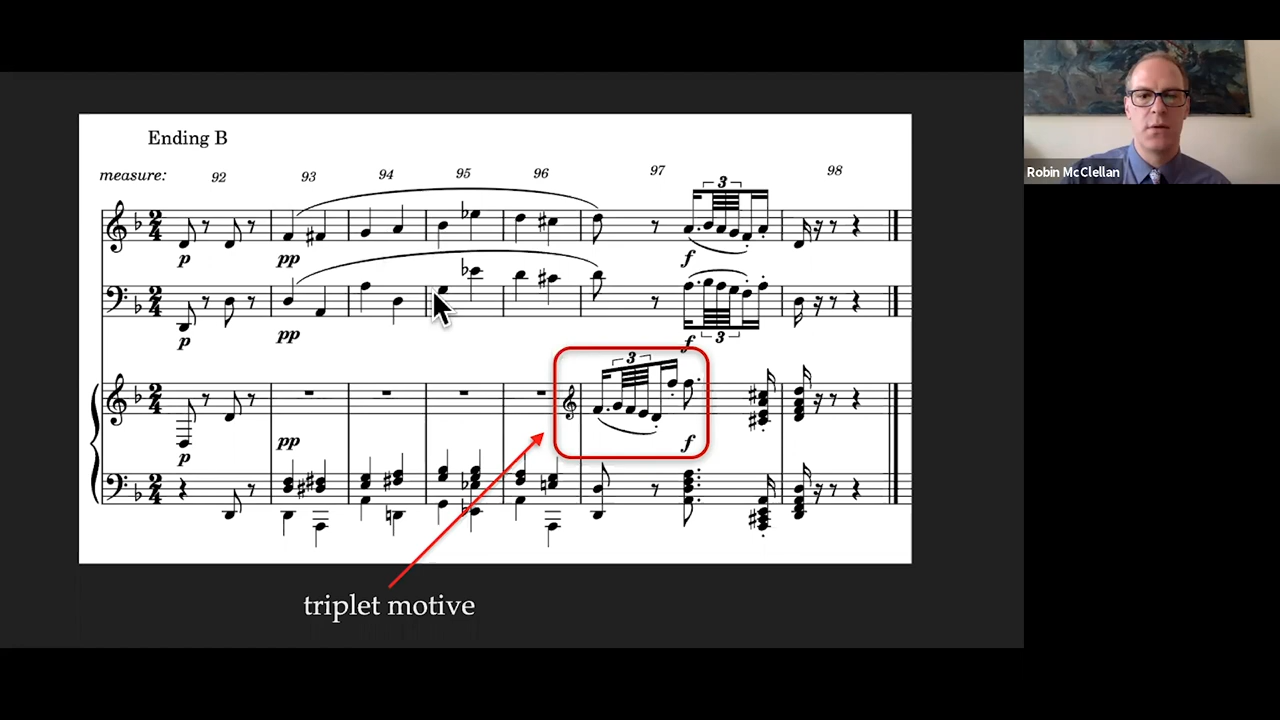 Ending B
measure: 92 93 94 95 96 97 98
3
p pp f
3
p pp f
3
p pp f
triplet motive
Robin McClellan